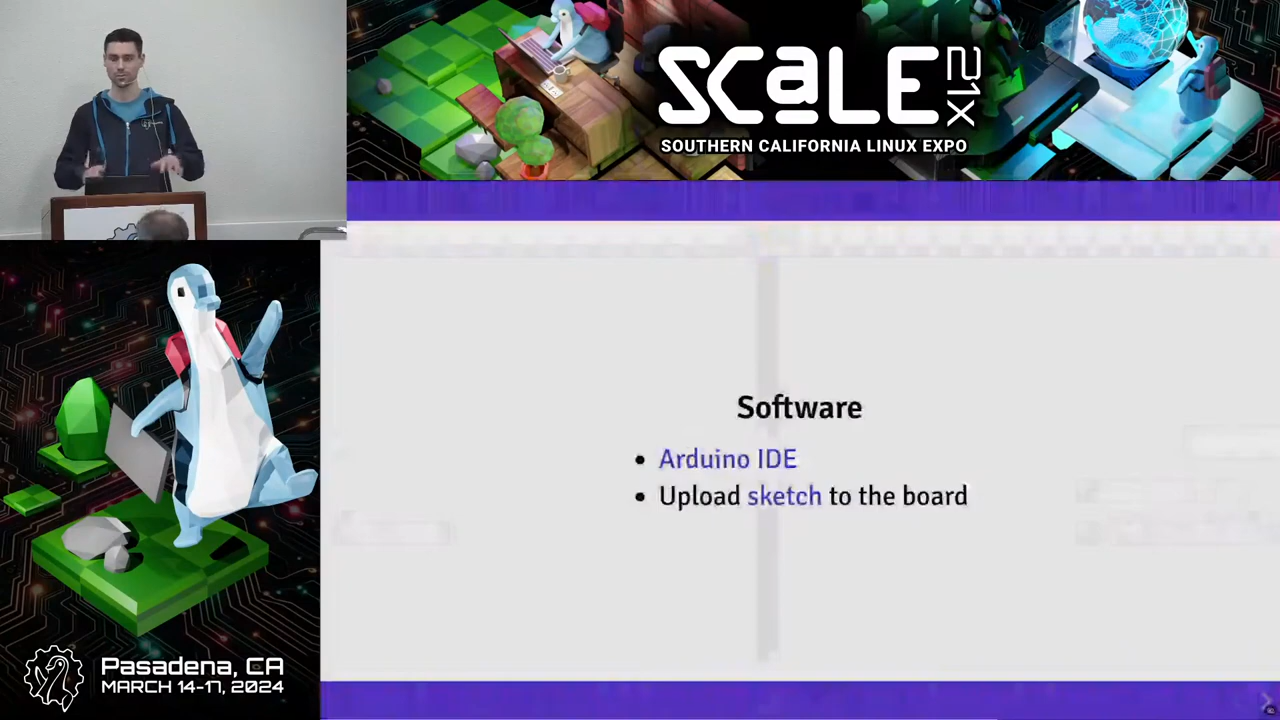 SCALE 21X
SOUTHERN CALIFORNIA LINUX EXPO
Software
• Arduino IDE
• Upload sketch to the board
Pasadena, CA
MARCH 14-17, 2024